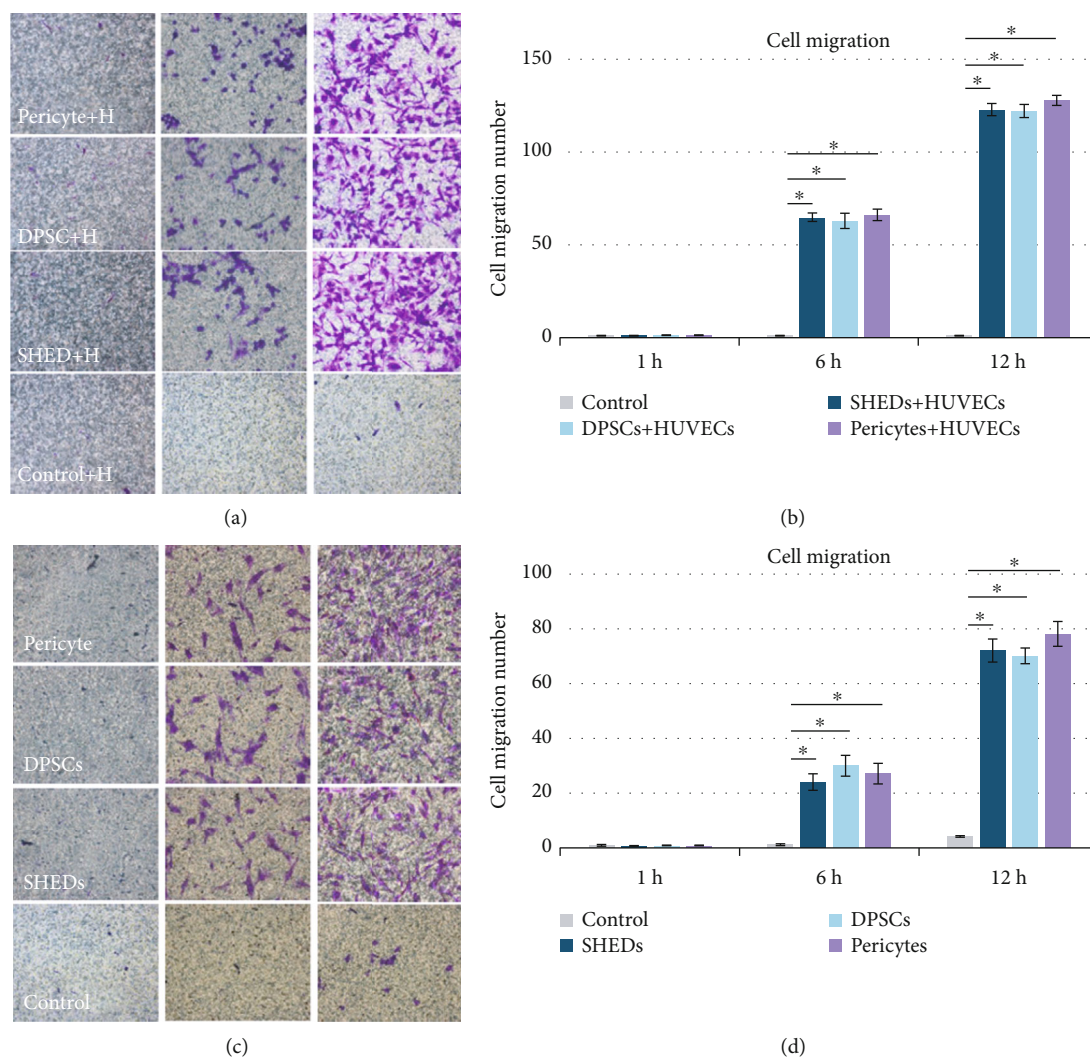 Pericyte+H
DPSC+H
SHED+H
Control+H
(a)
Cell migration
Cell migration number
150
100
50
0
* * *
* * *
1 h 6 h 12 h
Control SHEDs+HUVECs
DPSCs+HUVECs Pericytes+HUVECs
(b)
Pericyte
DPSCs
SHEDs
Control
(c)
Cell migration
Cell migration number
100
80
60
40
20
0
* * *
* * *
1 h 6 h 12 h
Control DPSCs
SHEDs Pericytes
(d)